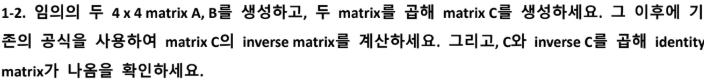 1-2. 임의의 두 4 x 4 matrix A, B를 생성하고, 두 matrix를 곱해 matrix C를 생성하세요. 그 이후에 기
존의 공식을 사용하여 matrix C의 inverse matrix를 계산하세요. 그리고, C와 inverse C를 곱해 identity
matrix가 나옴을 확인하세요.